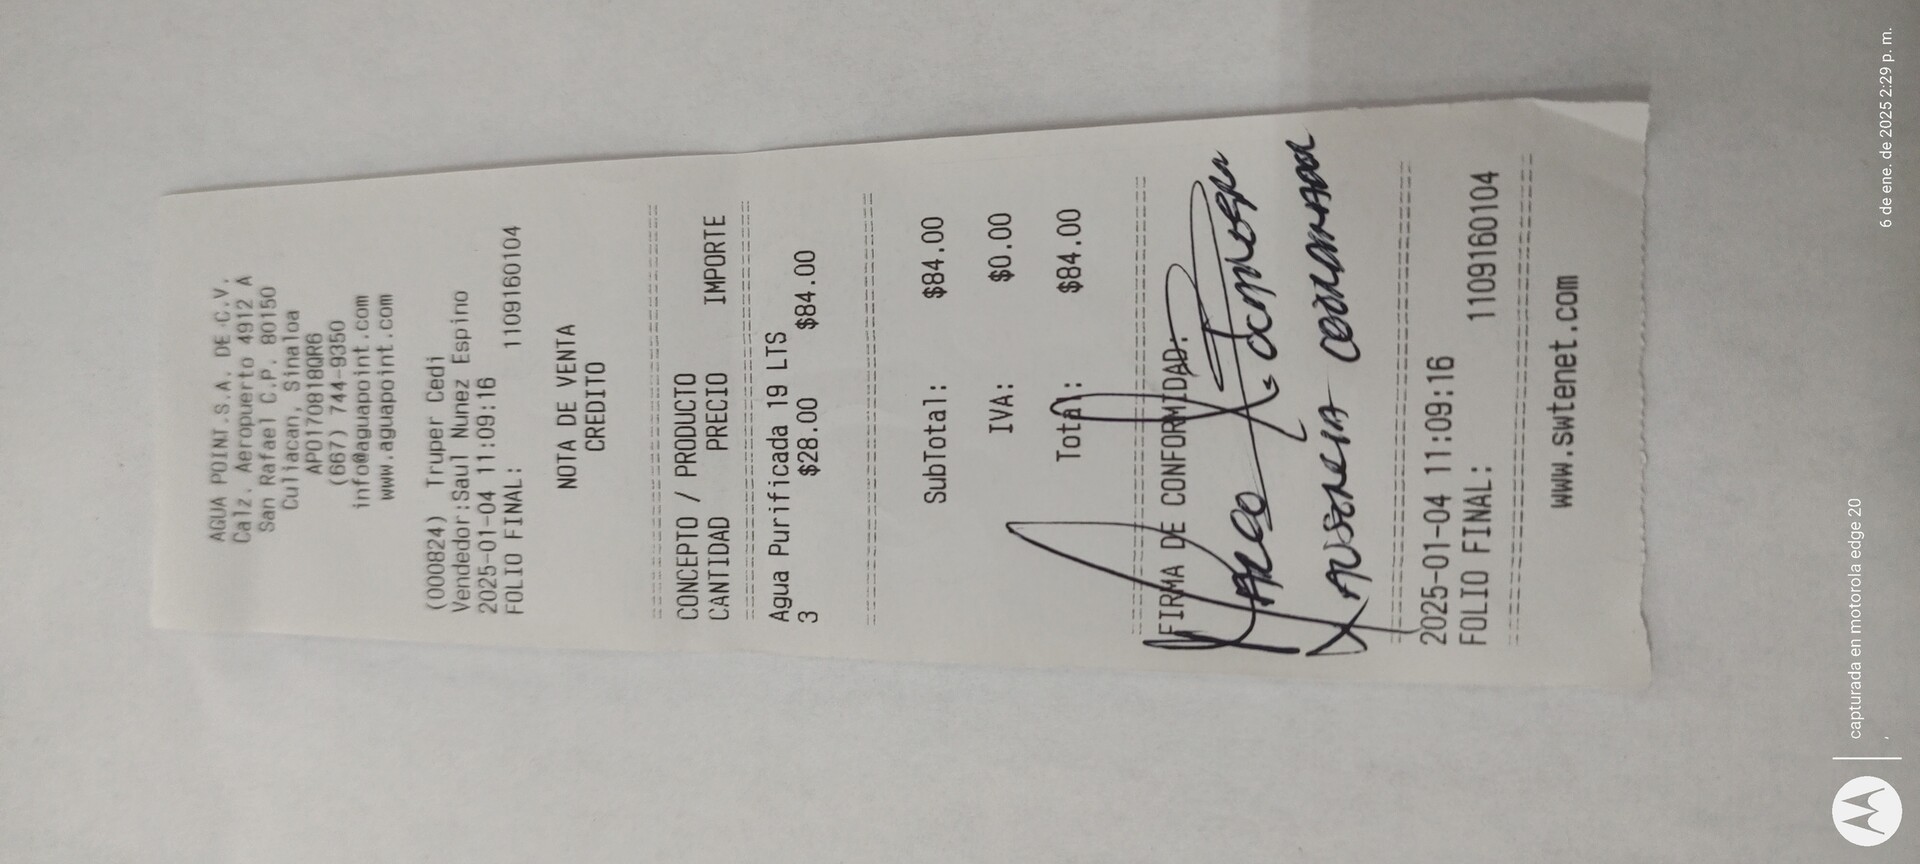 AGUA POINT.S.A. DE C.V.
Calz. Aeropuerto 4912 A
San Rafael C.P. 80150
Culiacan, Sinaloa
APO170818QR6
(667) 744-9350
info@aguapoint.com
www.aguapoint.com
(000824) Truper Cedi
Vendedor:Saul Nunez Espino
2025-01-04 11:09:16
FOLIO FINAL: 1109160104
NOTA DE VENTA
CREDITO
CONCEPTO / PRODUCTO
CANTIDAD PRECIO IMPORTE
Agua Purificada 19 LTS
3 $28.00 $84.00
SubTotal: $84.00
IVA: $0.00
Total: $84.00
FIRMA DE CONFORMIDAD:
2025-01-04 11:09:16
FOLIO FINAL: 1109160104
www.swtenet.com
capturada en motorola edge 20
6 de ene. de 2025 2:29 p. m.